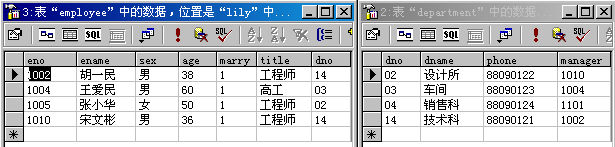 3:表“employee”中的数据，位置是“lily”中...
SQL
eno ename sex age marry title dno
1002 胡一民 男 38 1 工程师 14
1004 王爱民 男 60 1 高工 03
1005 张小华 女 50 1 工程师 02
1010 宋文彬 男 36 1 工程师 14
2:表“department”中的数据 .
SQL
dno dname phone manager
02 设计所 88090122 1010
03 车间 88090123 1004
04 销售科 88090124 1101
14 技术科 88090121 1002